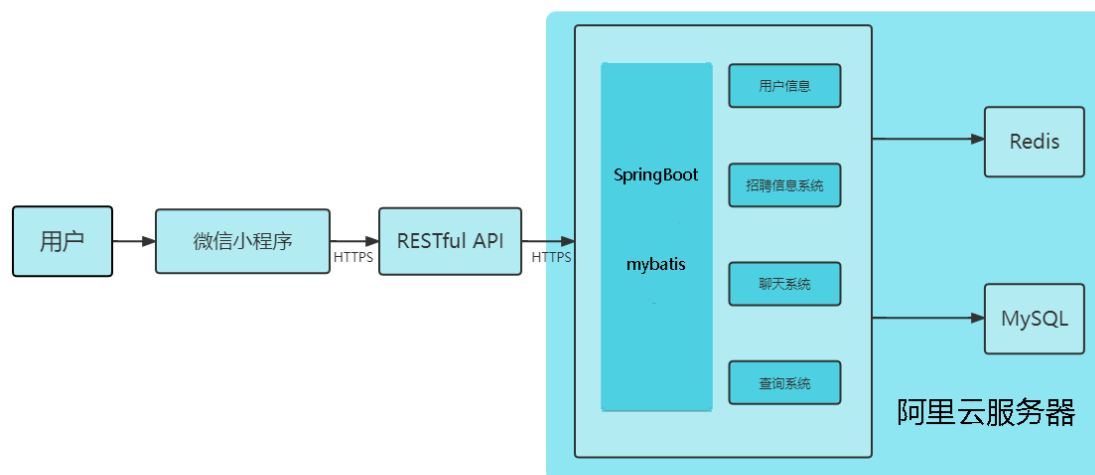 用户
微信小程序
HTTPS
RESTful API
HTTPS
SpringBoot
mybatis
用户信息
招聘信息系统
聊天系统
查询系统
Redis
MySQL
阿里云服务器